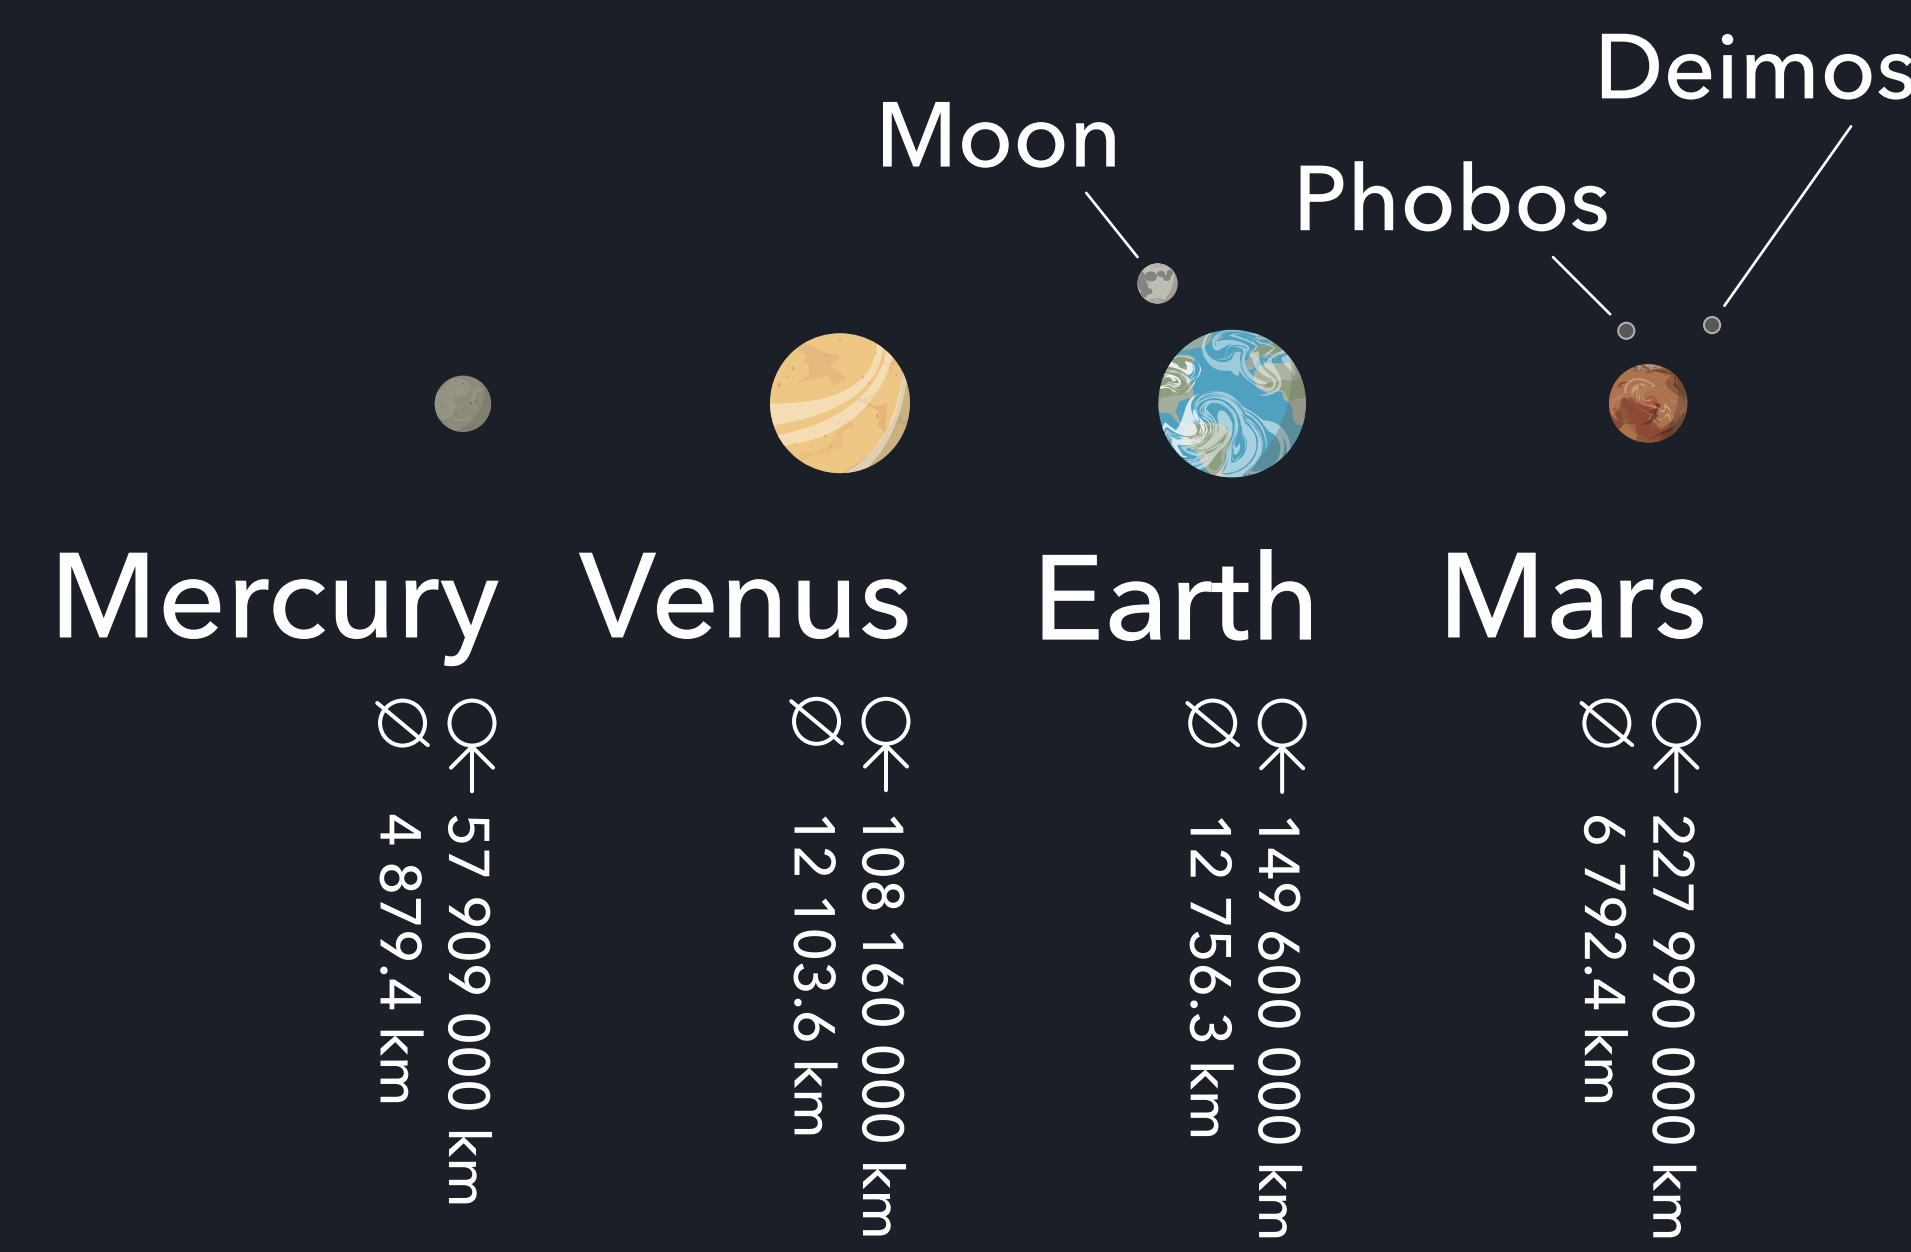 Deimos
Moon
Phobos
Mercury
Venus
Earth
Mars
57 909 000 km
∅ 4 879.4 km
108 160 000 km
∅ 12 103.6 km
149 600 000 km
∅ 12 756.3 km
227 990 000 km
∅ 6 792.4 km